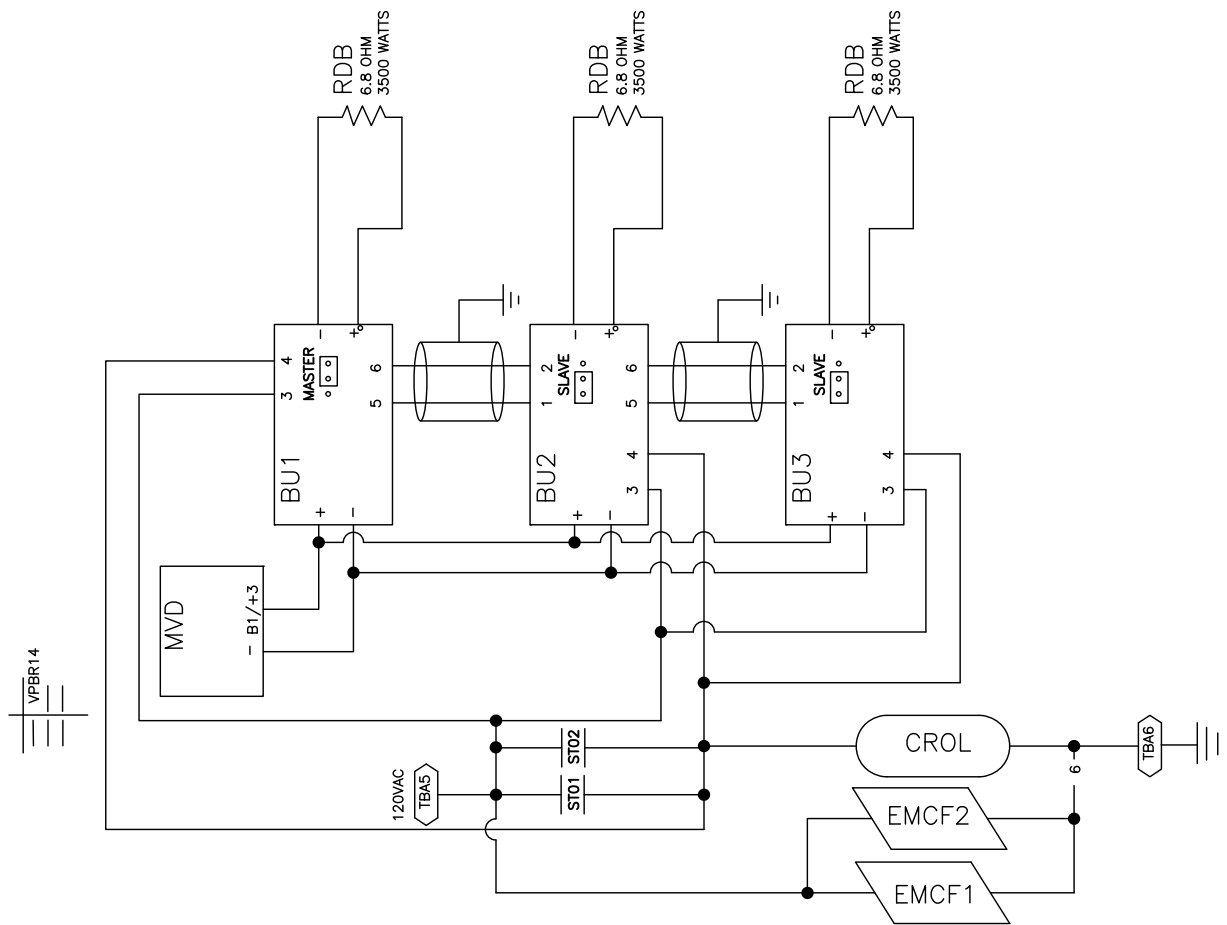 RDB
6.8 OHM
3500 WATTS
RDB
6.8 OHM
3500 WATTS
RDB
6.8 OHM
3500 WATTS
4
3
MASTER
BU1
-
+
6
5
+
-
2
1
SLAVE
BU2
-
+
6
5
4
3
+
-
2
1
SLAVE
BU3
-
+
4
3
+
-
MVD
- B1/+3
VPBR14
120VAC
TBA5
ST02
ST01
CROL
EMCF2
EMCF1
6
TBA6